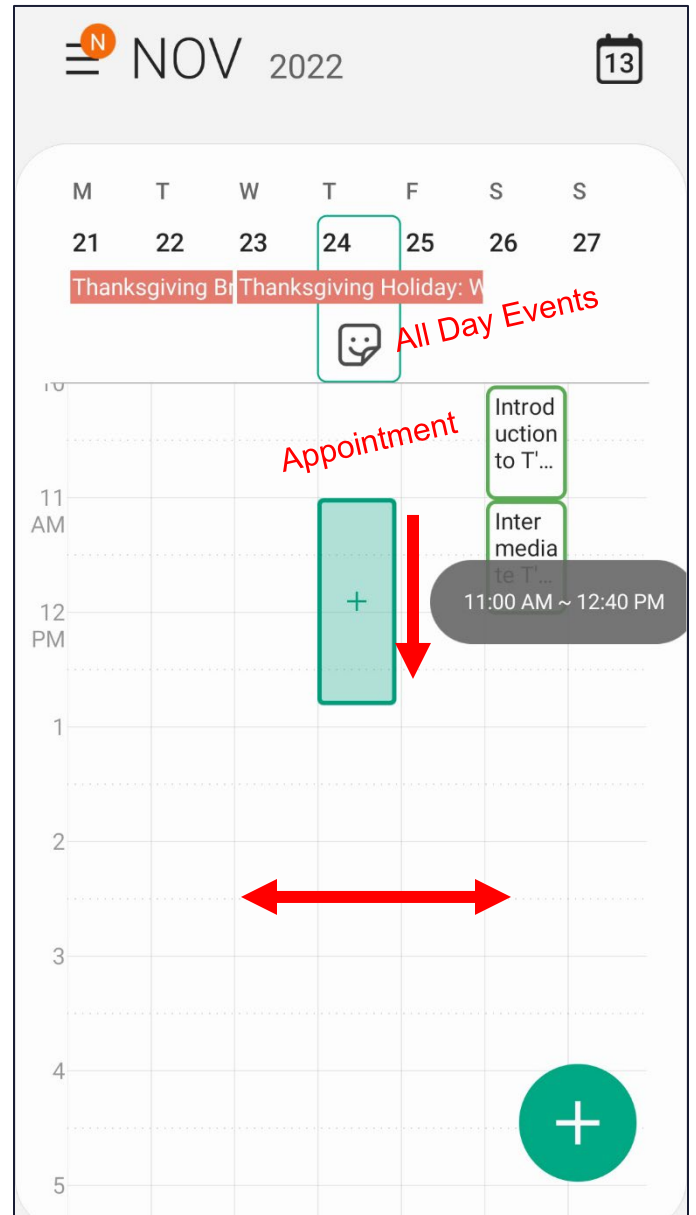 N
NOV 2022
13
M T W T F S S
21 22 23 24 25 26 27
Thanksgiving Br Thanksgiving Holiday: W
All Day Events
10
Appointment
Introd
uction
to T'...
11
AM
Inter
media
te T'...
11:00 AM ~ 12:40 PM
+
12
PM
1
2
3
4
+
5